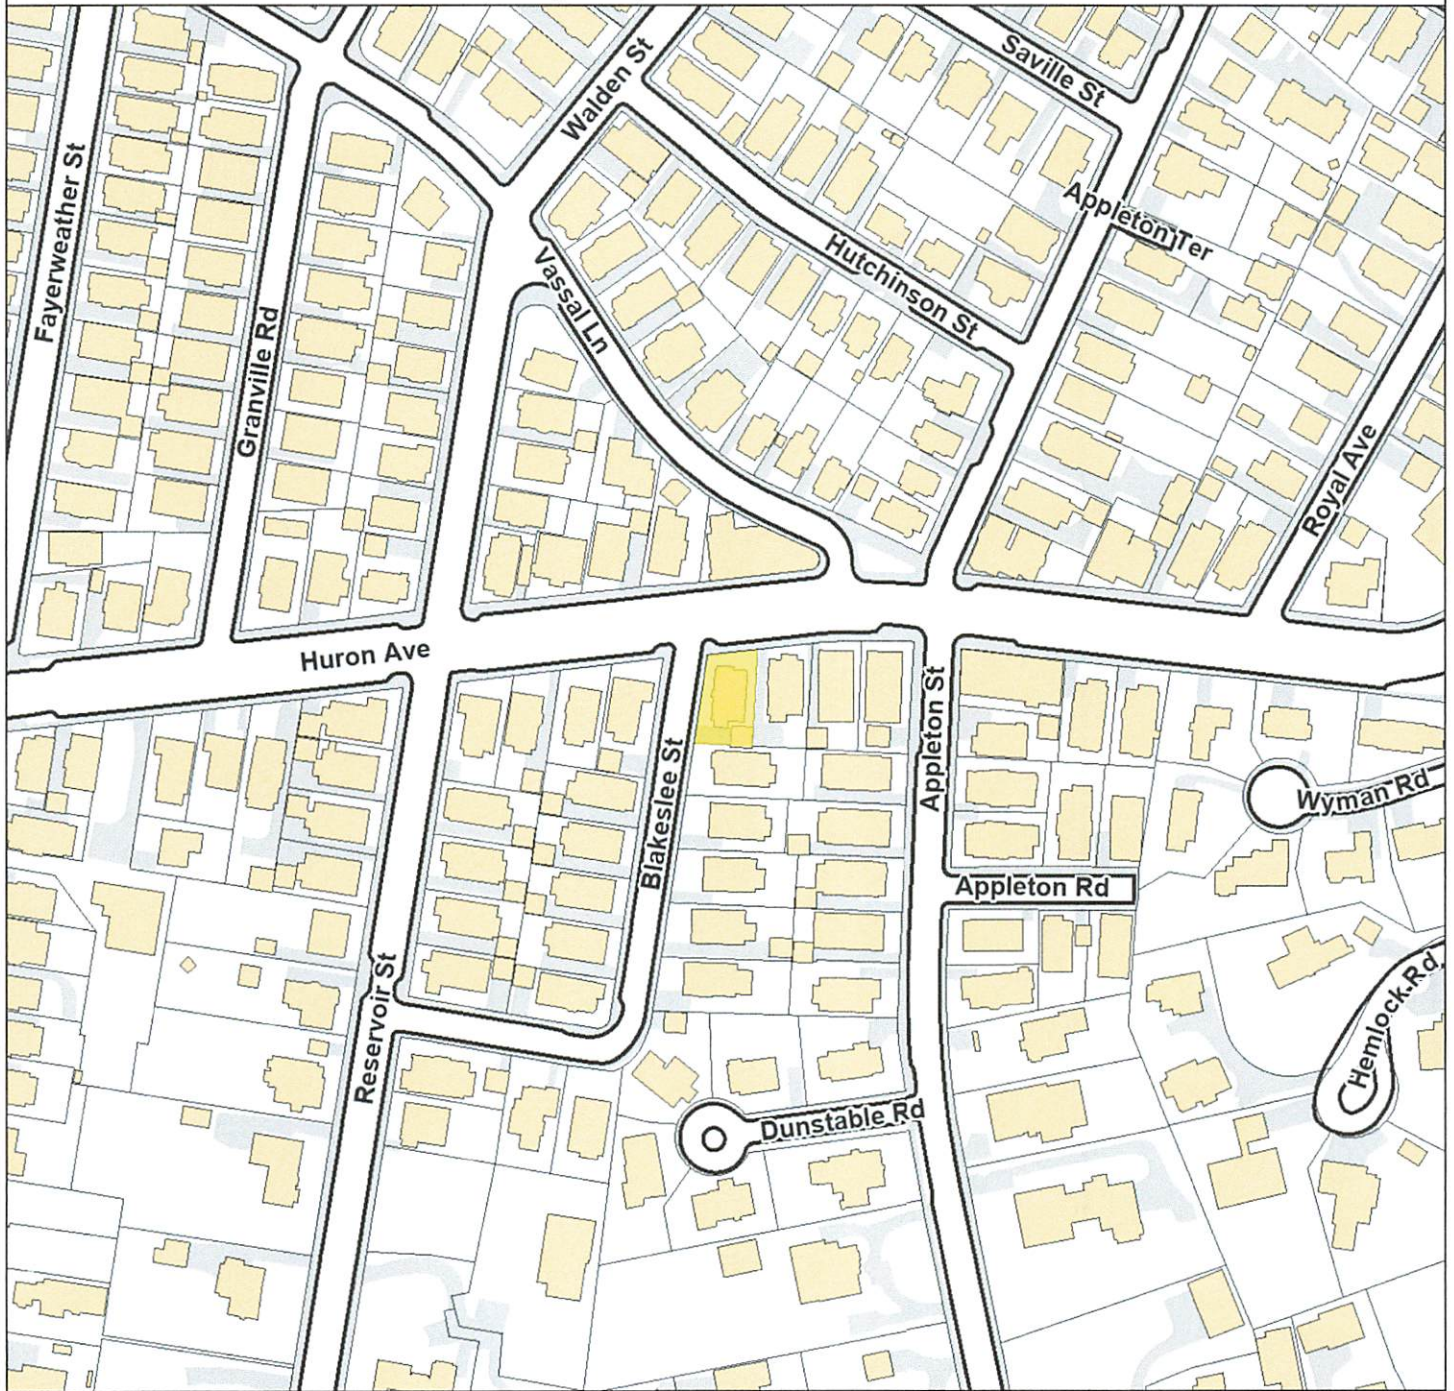 Saville St
Walden St
Fayerweather St
Appleton Ter
Hutchinson St
Vassal Ln
Granville Rd
Royal Ave
Huron Ave
Appleton St
Blakeslee St
Wyman Rd
Appleton Rd
Hemlock Rd
Reservoir St
Dunstable Rd